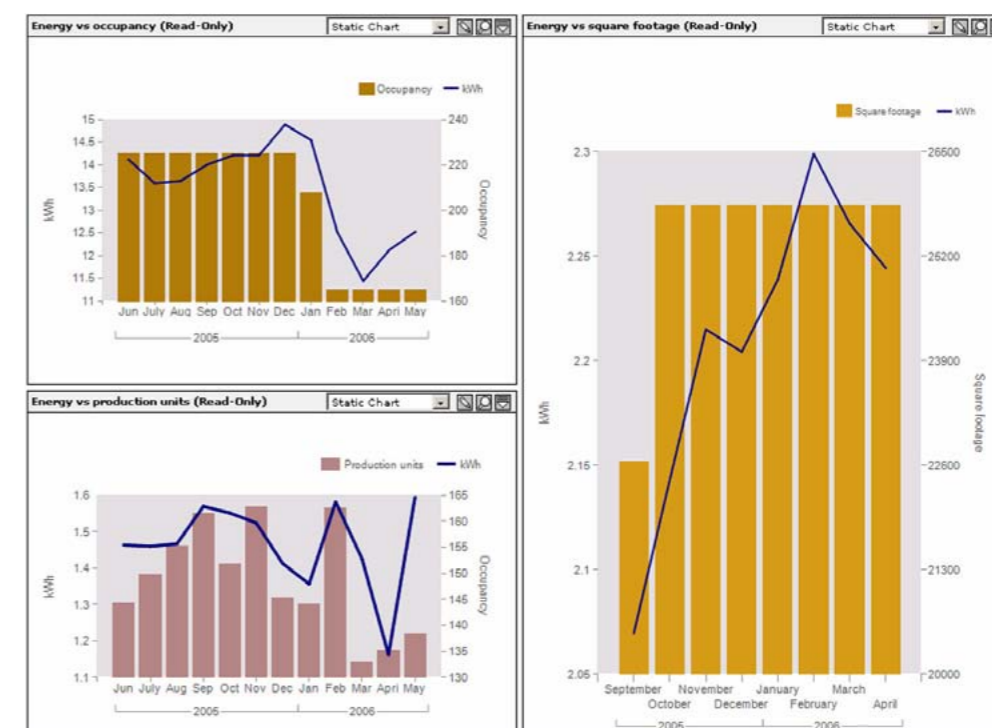 Energy vs occupancy (Read-Only)
Static Chart
Occupancy
kWh
15
14.5
14
13.5
13
12.5
12
11.5
11
kWh
240
220
200
180
160
Occupancy
Jun July Aug Sep Oct Nov Dec Jan Feb Mar Apri May
2005
2006
Energy vs production units (Read-Only)
Static Chart
Production units
kWh
1.6
1.5
1.4
1.3
1.2
1.1
kWh
165
160
155
150
145
140
135
130
Occupancy
Jun July Aug Sep Oct Nov Dec Jan Feb Mar Apri May
2005
2006
Energy vs square footage (Read-Only)
Static Chart
Square footage
kWh
2.3
2.25
2.2
2.15
2.1
2.05
kWh
26500
26200
23900
22600
21300
20000
Square footage
September November January March
October December February April
2005
2006